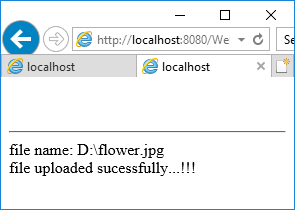 http://localhost:8080/We
localhost
localhost
file name: D:\flower.jpg
file uploaded sucessfully...!!!